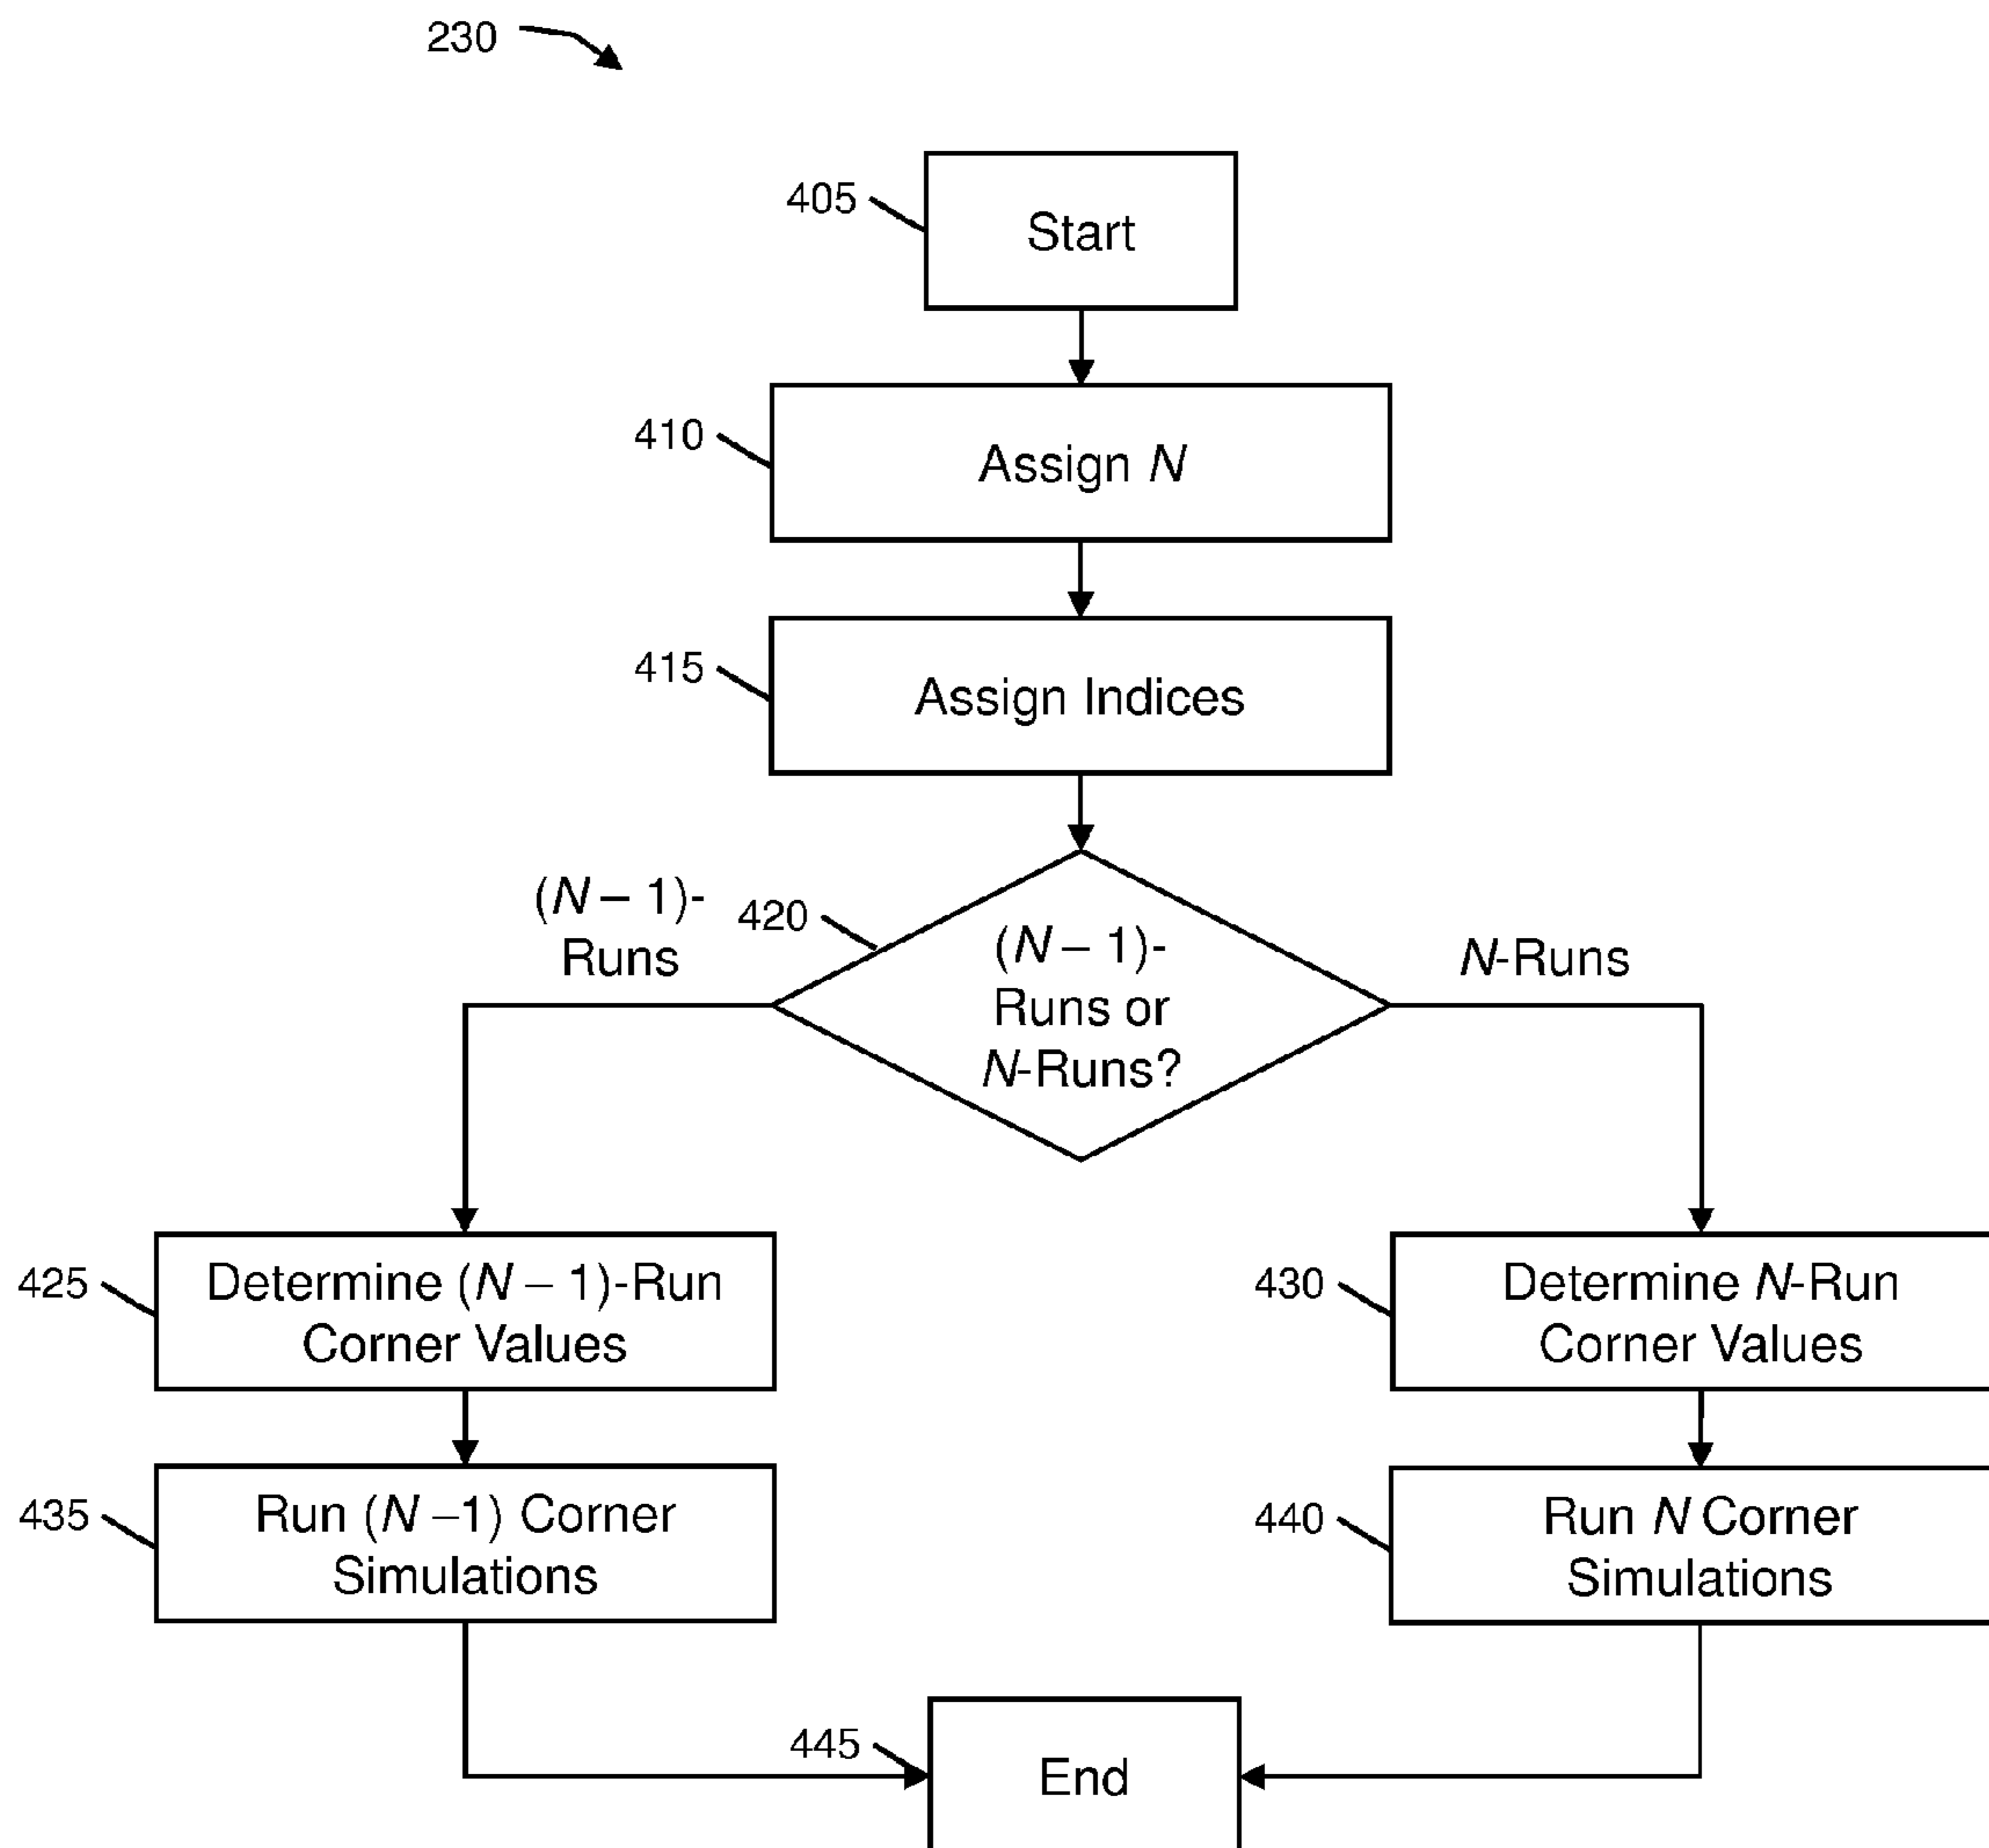 230
405
Start
410
Assign N
415
Assign Indices
(N – 1)-
Runs
420
(N – 1)-
Runs or
N-Runs?
N-Runs
425
Determine (N – 1)-Run
Corner Values
430
Determine N-Run
Corner Values
435
Run (N –1) Corner
Simulations
440
Run N Corner
Simulations
445
End